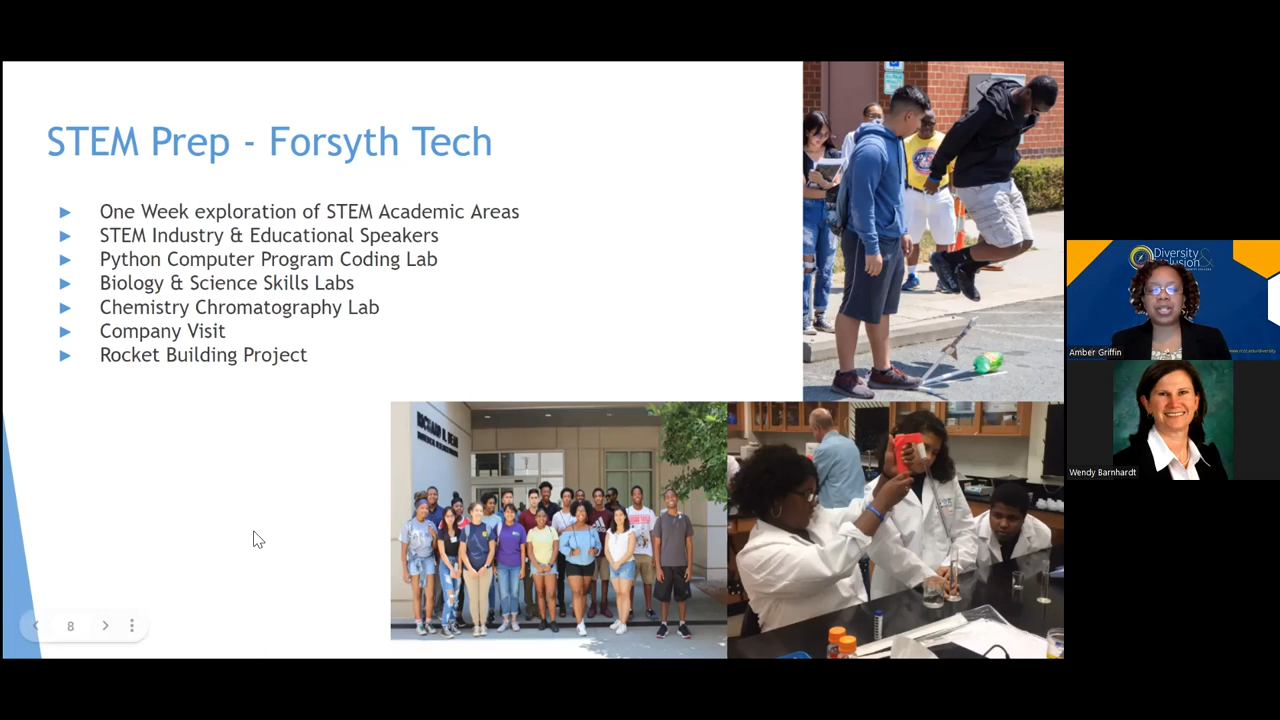 STEM Prep - Forsyth Tech
► One Week exploration of STEM Academic Areas
► STEM Industry & Educational Speakers
► Python Computer Program Coding Lab
► Biology & Science Skills Labs
► Chemistry Chromatography Lab
► Company Visit
► Rocket Building Project
8
Diversity &
Inclusion
Amber Griffin
Wendy Barnhardt